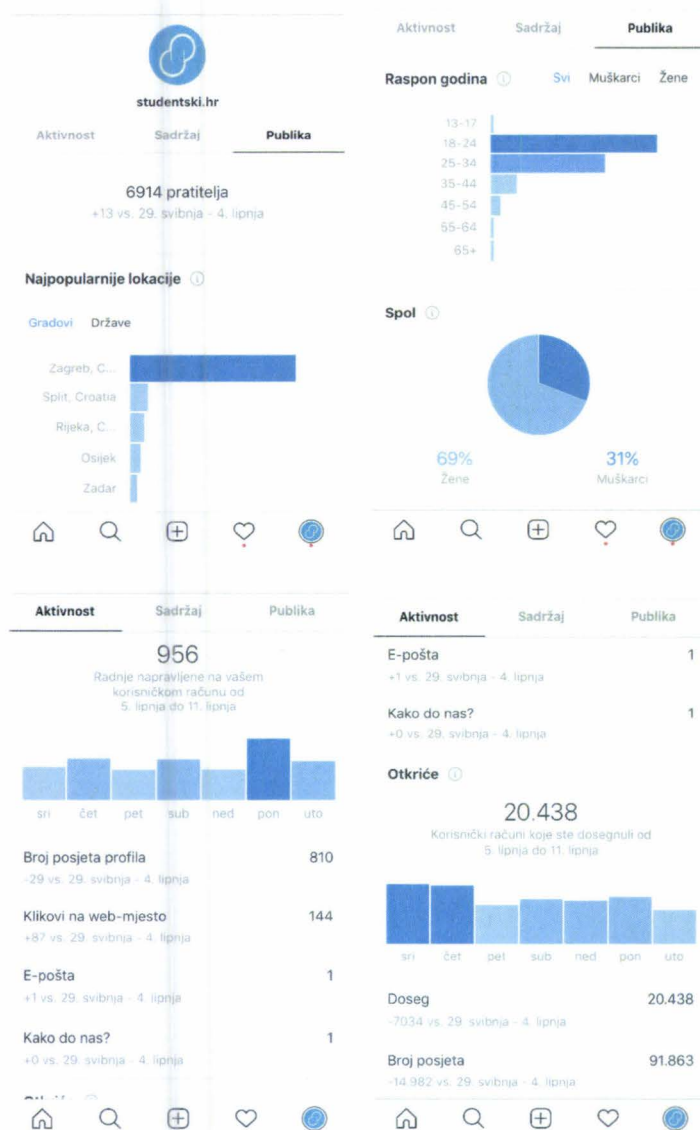 studentski.hr
Aktivnost Sadržaj Publika
6914 pratitelja
+13 vs. 29. svibnja - 4. lipnja
Najpopularnije lokacije
Gradovi Države
Zagreb, C...
Split, Croatia
Rijeka, C...
Osijek
Zadar
Aktivnost Sadržaj Publika
Raspon godina Svi Muškarci Žene
13-17
18-24
25-34
35-44
45-54
55-64
65+
Spol
69% 31%
Žene Muškarci
Aktivnost Sadržaj Publika
956
Radnje napravljene na vašem
korisničkom računu od
5. lipnja do 11. lipnja
sri čet pet sub ned pon uto
Broj posjeta profila 810
-29 vs. 29. svibnja - 4. lipnja
Klikovi na web-mjesto 144
+87 vs. 29. svibnja - 4. lipnja
E-pošta 1
+1 vs. 29. svibnja - 4. lipnja
Kako do nas? 1
+0 vs. 29. svibnja - 4. lipnja
Aktivnost Sadržaj Publika
E-pošta 1
+1 vs. 29. svibnja - 4. lipnja
Kako do nas? 1
+0 vs. 29. svibnja - 4. lipnja
Otkriće
20.438
Korisnički računi koje ste dosegnuli od
5. lipnja do 11. lipnja
sri čet pet sub ned pon uto
Doseg 20.438
-7034 vs. 29. svibnja - 4. lipnja
Broj posjeta 91.863
-14.982 vs. 29. svibnja - 4. lipnja